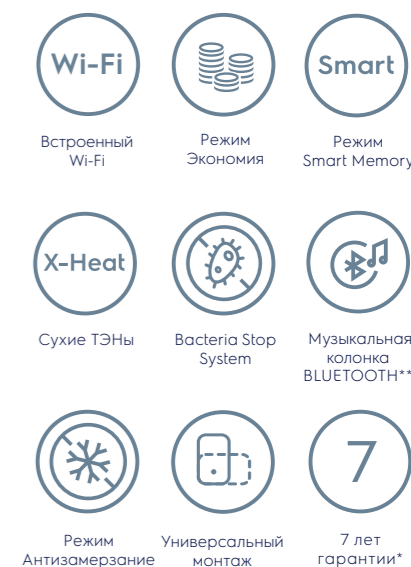 Wi-Fi
Smart
Встроенный
Wi-Fi
Режим
Экономия
Режим
Smart Memory
X-Heat
Сухие ТЭНы
Bacteria Stop
System
Музыкальная
колонка
BLUETOOTH**
7
Режим
Антизамерзание
Универсальный
монтаж
7 лет
гарантии*